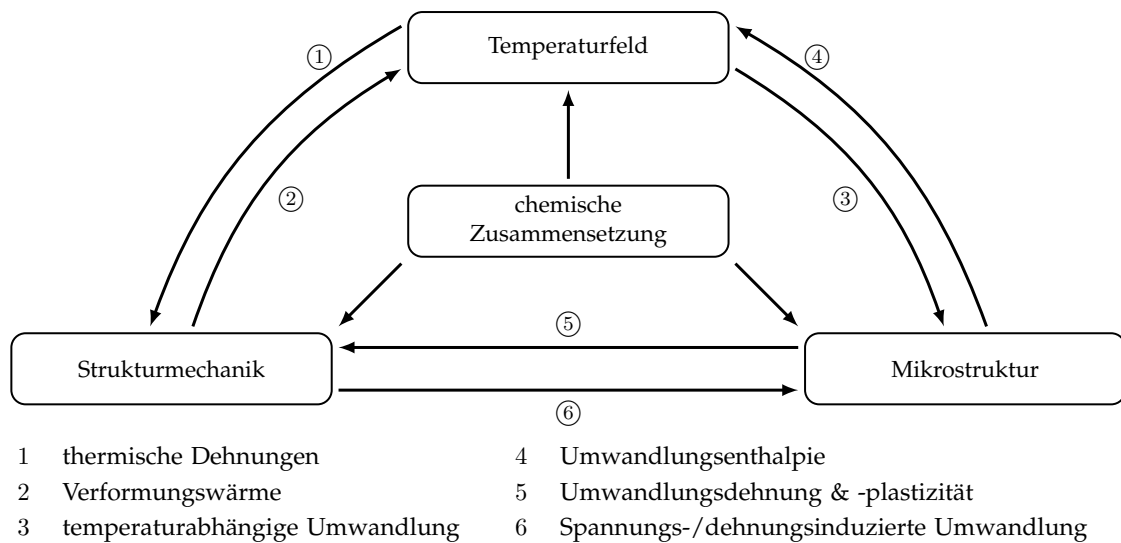 Temperaturfeld
①
④
②
③
chemische
Zusammensetzung
⑤
Strukturmechanik
Mikrostruktur
⑥
1 thermische Dehnungen
2 Verformungswärme
3 temperaturabhängige Umwandlung
4 Umwandlungsenthalpie
5 Umwandlungsdehnung & -plastizität
6 Spannungs-/dehnungsinduzierte Umwandlung